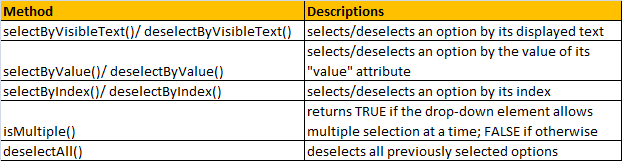 Method Descriptions
selectByVisibleText()/ deselectByVisibleText() selects/deselects an option by its displayed text
selects/deselects an option by the value of its
selectByValue()/ deselectByValue() "value" attribute
selectByIndex()/ deselectByIndex() selects/deselects an option by its index
returns TRUE if the drop-down element allows
isMultiple() multiple selection at a time; FALSE if otherwise
deselectAll() deselects all previously selected options